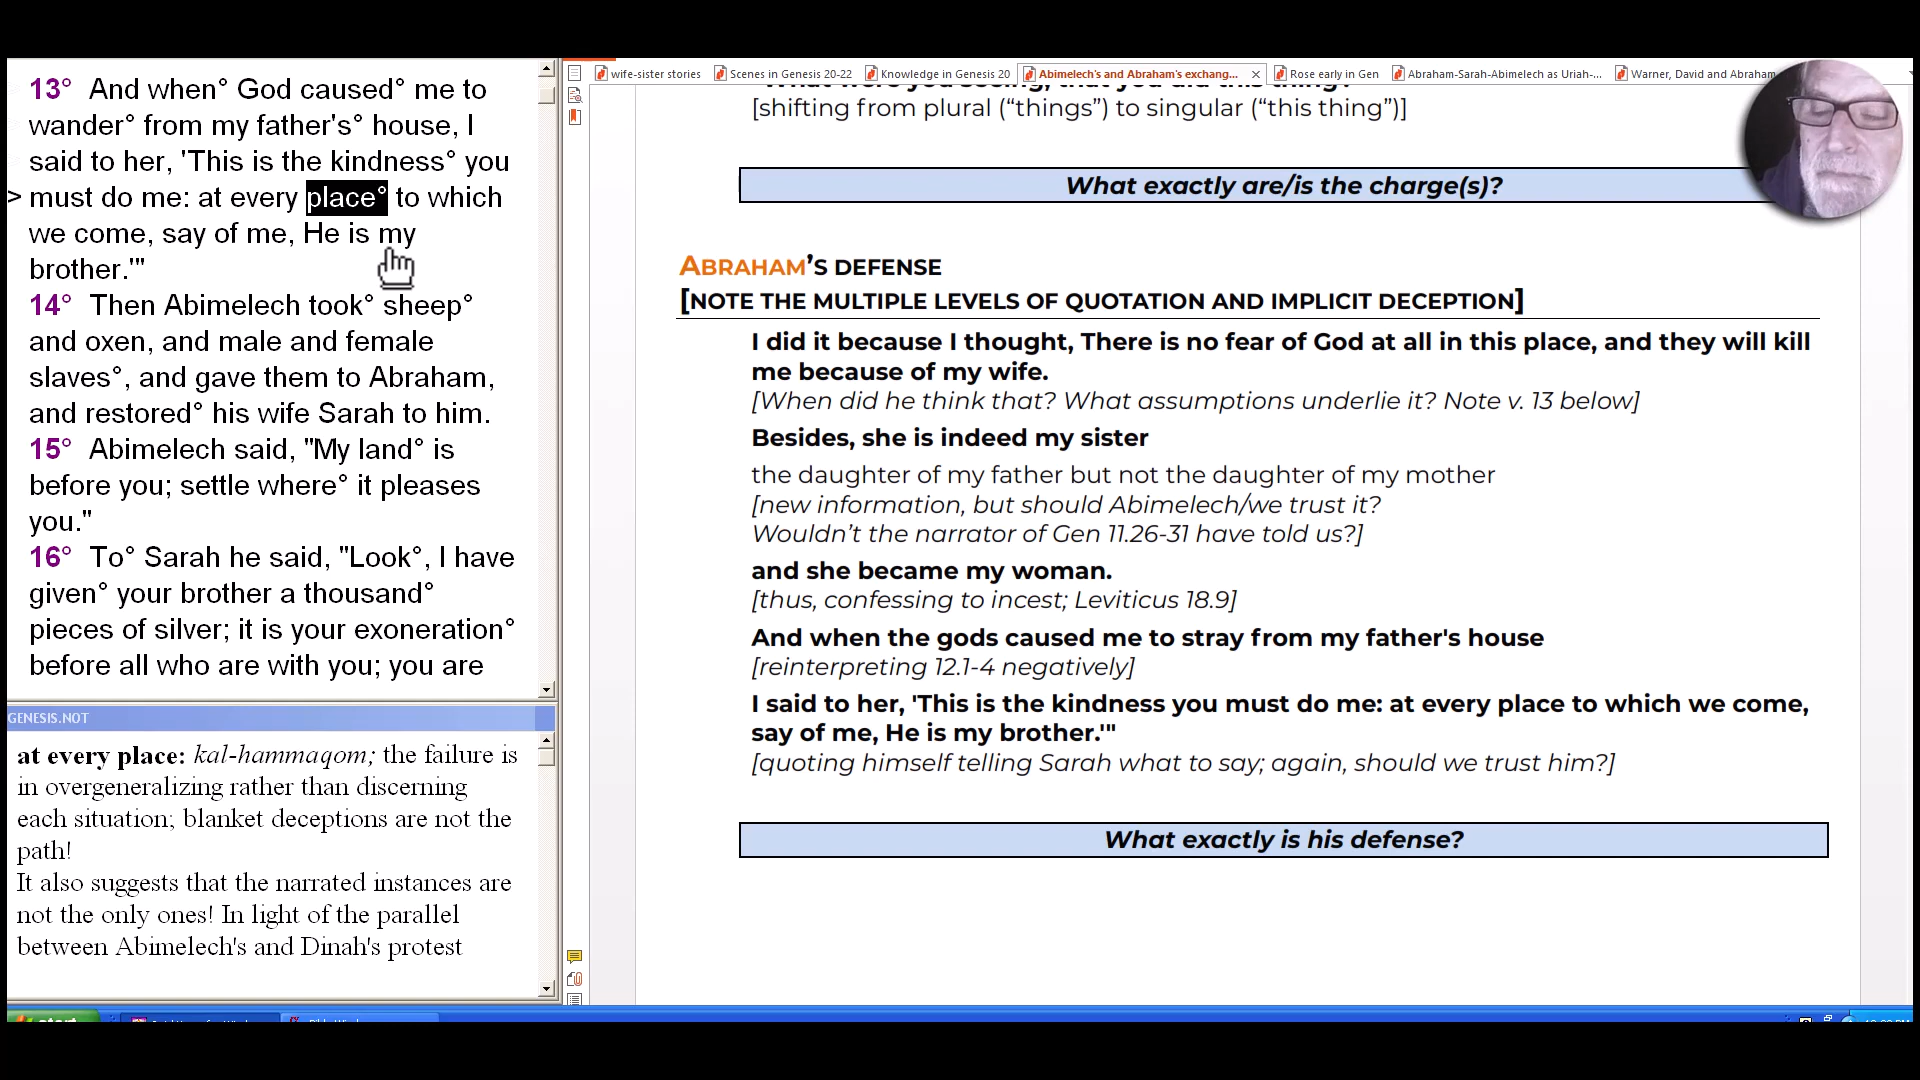 13° And when° God caused° me to
wander° from my father's° house, I
said to her, 'This is the kindness° you
> must do me: at every place° to which
we come, say of me, He is my
brother.'"
14° Then Abimelech took° sheep°
and oxen, and male and female
slaves°, and gave them to Abraham,
and restored° his wife Sarah to him.
15° Abimelech said, "My land° is
before you; settle where° it pleases
you."
16° To° Sarah he said, "Look°, I have
given° your brother a thousand°
pieces of silver; it is your exoneration°
before all who are with you; you are
GENESIS.NOT
at every place: kal-hammaqom; the failure is
in overgeneralizing rather than discerning
each situation; blanket deceptions are not the
path!
It also suggests that the narrated instances are
not the only ones! In light of the parallel
between Abimelech's and Dinah's protest
wife-sister stories Scenes in Genesis 20-22 Knowledge in Genesis 20 Abimelech's and Abraham's exchang... Rose early in Gen Abraham-Sarah-Abimelech as Uriah-... Warner, David and Abraham
"What were you seeing, that you did this thing?"
[shifting from plural (“things”) to singular (“this thing”)]
What exactly are/is the charge(s)?
ABRAHAM’S DEFENSE
[NOTE THE MULTIPLE LEVELS OF QUOTATION AND IMPLICIT DECEPTION]
I did it because I thought, There is no fear of God at all in this place, and they will kill
me because of my wife.
[When did he think that? What assumptions underlie it? Note v. 13 below]
Besides, she is indeed my sister
the daughter of my father but not the daughter of my mother
[new information, but should Abimelech/we trust it?
Wouldn’t the narrator of Gen 11.26-31 have told us?]
and she became my woman.
[thus, confessing to incest; Leviticus 18.9]
And when the gods caused me to stray from my father's house
[reinterpreting 12.1-4 negatively]
I said to her, 'This is the kindness you must do me: at every place to which we come,
say of me, He is my brother.'"
[quoting himself telling Sarah what to say; again, should we trust him?]
What exactly is his defense?
start